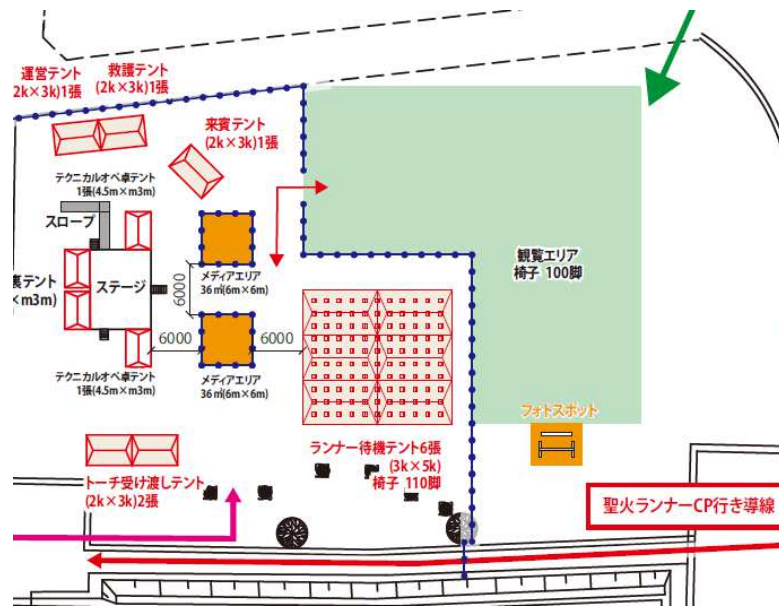 運営テント
2k×3k)1張
救護テント
(2k×3k)1張
来賓テント
(2k×3k)1張
テクニカルオペ卓テント
1張(4.5m×m3m)
スロープ
裏テント
×m3m)
ステージ
メディアエリア
36㎡(6m×6m)
6000
6000
6000
観覧エリア
椅子 100脚
テクニカルオペ卓テント
1張(4.5m×m3m)
メディアエリア
36㎡(6m×6m)
フォトスポット
トーチ受け渡しテント
(2k×3k)2張
ランナー待機テント6張
(3k×5k)
椅子 110脚
聖火ランナーCP行き導線